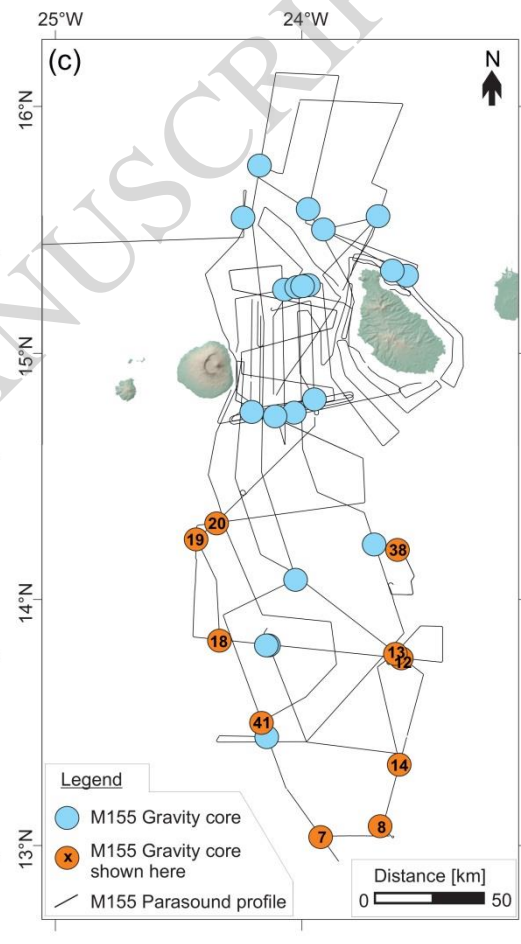 25°W 24°W
(c)
N
16°N
15°N
14°N
13°N
20
19
38
18
13
12
41
14
8
7
Legend
M155 Gravity core
x M155 Gravity core
shown here
M155 Parasound profile
Distance [km]
0 50